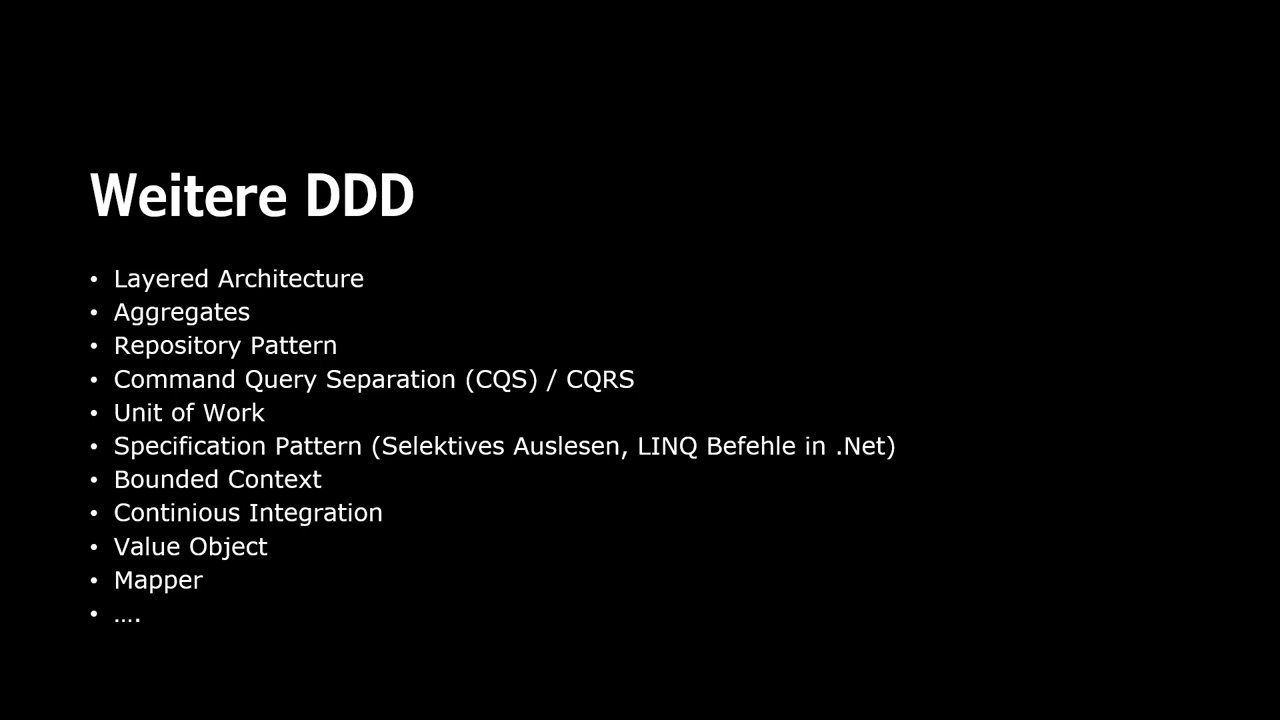 Weitere DDD
• Layered Architecture
• Aggregates
• Repository Pattern
• Command Query Separation (CQS) / CQRS
• Unit of Work
• Specification Pattern (Selektives Auslesen, LINQ Befehle in .Net)
• Bounded Context
• Continious Integration
• Value Object
• Mapper
• ….